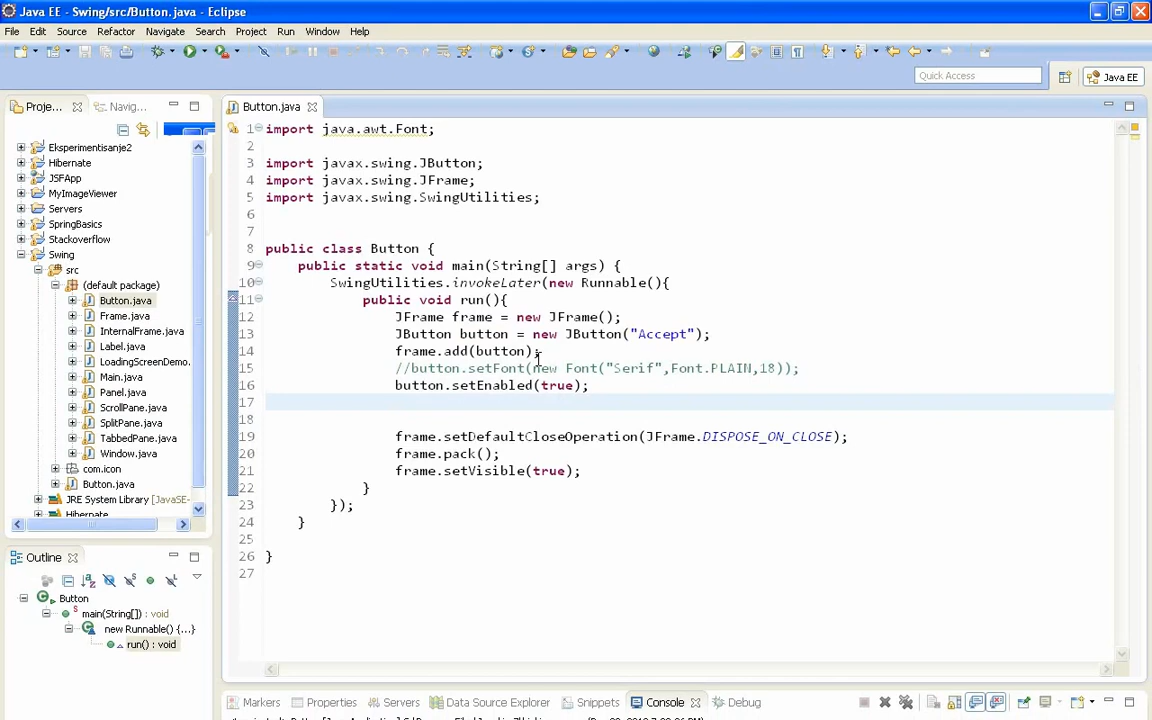 Java EE - Swing/src/Button.java - Eclipse
File Edit Source Refactor Navigate Search Project Run Window Help
Quick Access
Java EE
Proje...
Navig...
Eksperimentisanje2
Hibernate
JSFApp
MyImageViewer
Servers
SpringBasics
Stackoverflow
Swing
src
(default package)
Button.java
Frame.java
InternalFrame.java
Label.java
LoadingScreenDemo.
Main.java
Panel.java
ScrollPane.java
SplitPane.java
TabbedPane.java
Window.java
com.icon
Button.java
JRE System Library [JavaSE-
Hibernate
Outline
Button
main(String[]) : void
new Runnable() {...}
run() : void
Button.java
1 import java.awt.Font;
2
3 import javax.swing.JButton;
4 import javax.swing.JFrame;
5 import javax.swing.SwingUtilities;
6
7
8 public class Button {
9 public static void main(String[] args) {
10 SwingUtilities.invokeLater(new Runnable(){
11 public void run(){
12 JFrame frame = new JFrame();
13 JButton button = new JButton("Accept");
14 frame.add(button);
15 //button.setFont(new Font("Serif",Font.PLAIN,18));
16 button.setEnabled(true);
17
18
19 frame.setDefaultCloseOperation(JFrame.DISPOSE_ON_CLOSE);
20 frame.pack();
21 frame.setVisible(true);
22 }
23 });
24 }
25
26 }
27
Markers Properties Servers Data Source Explorer Snippets Console Debug